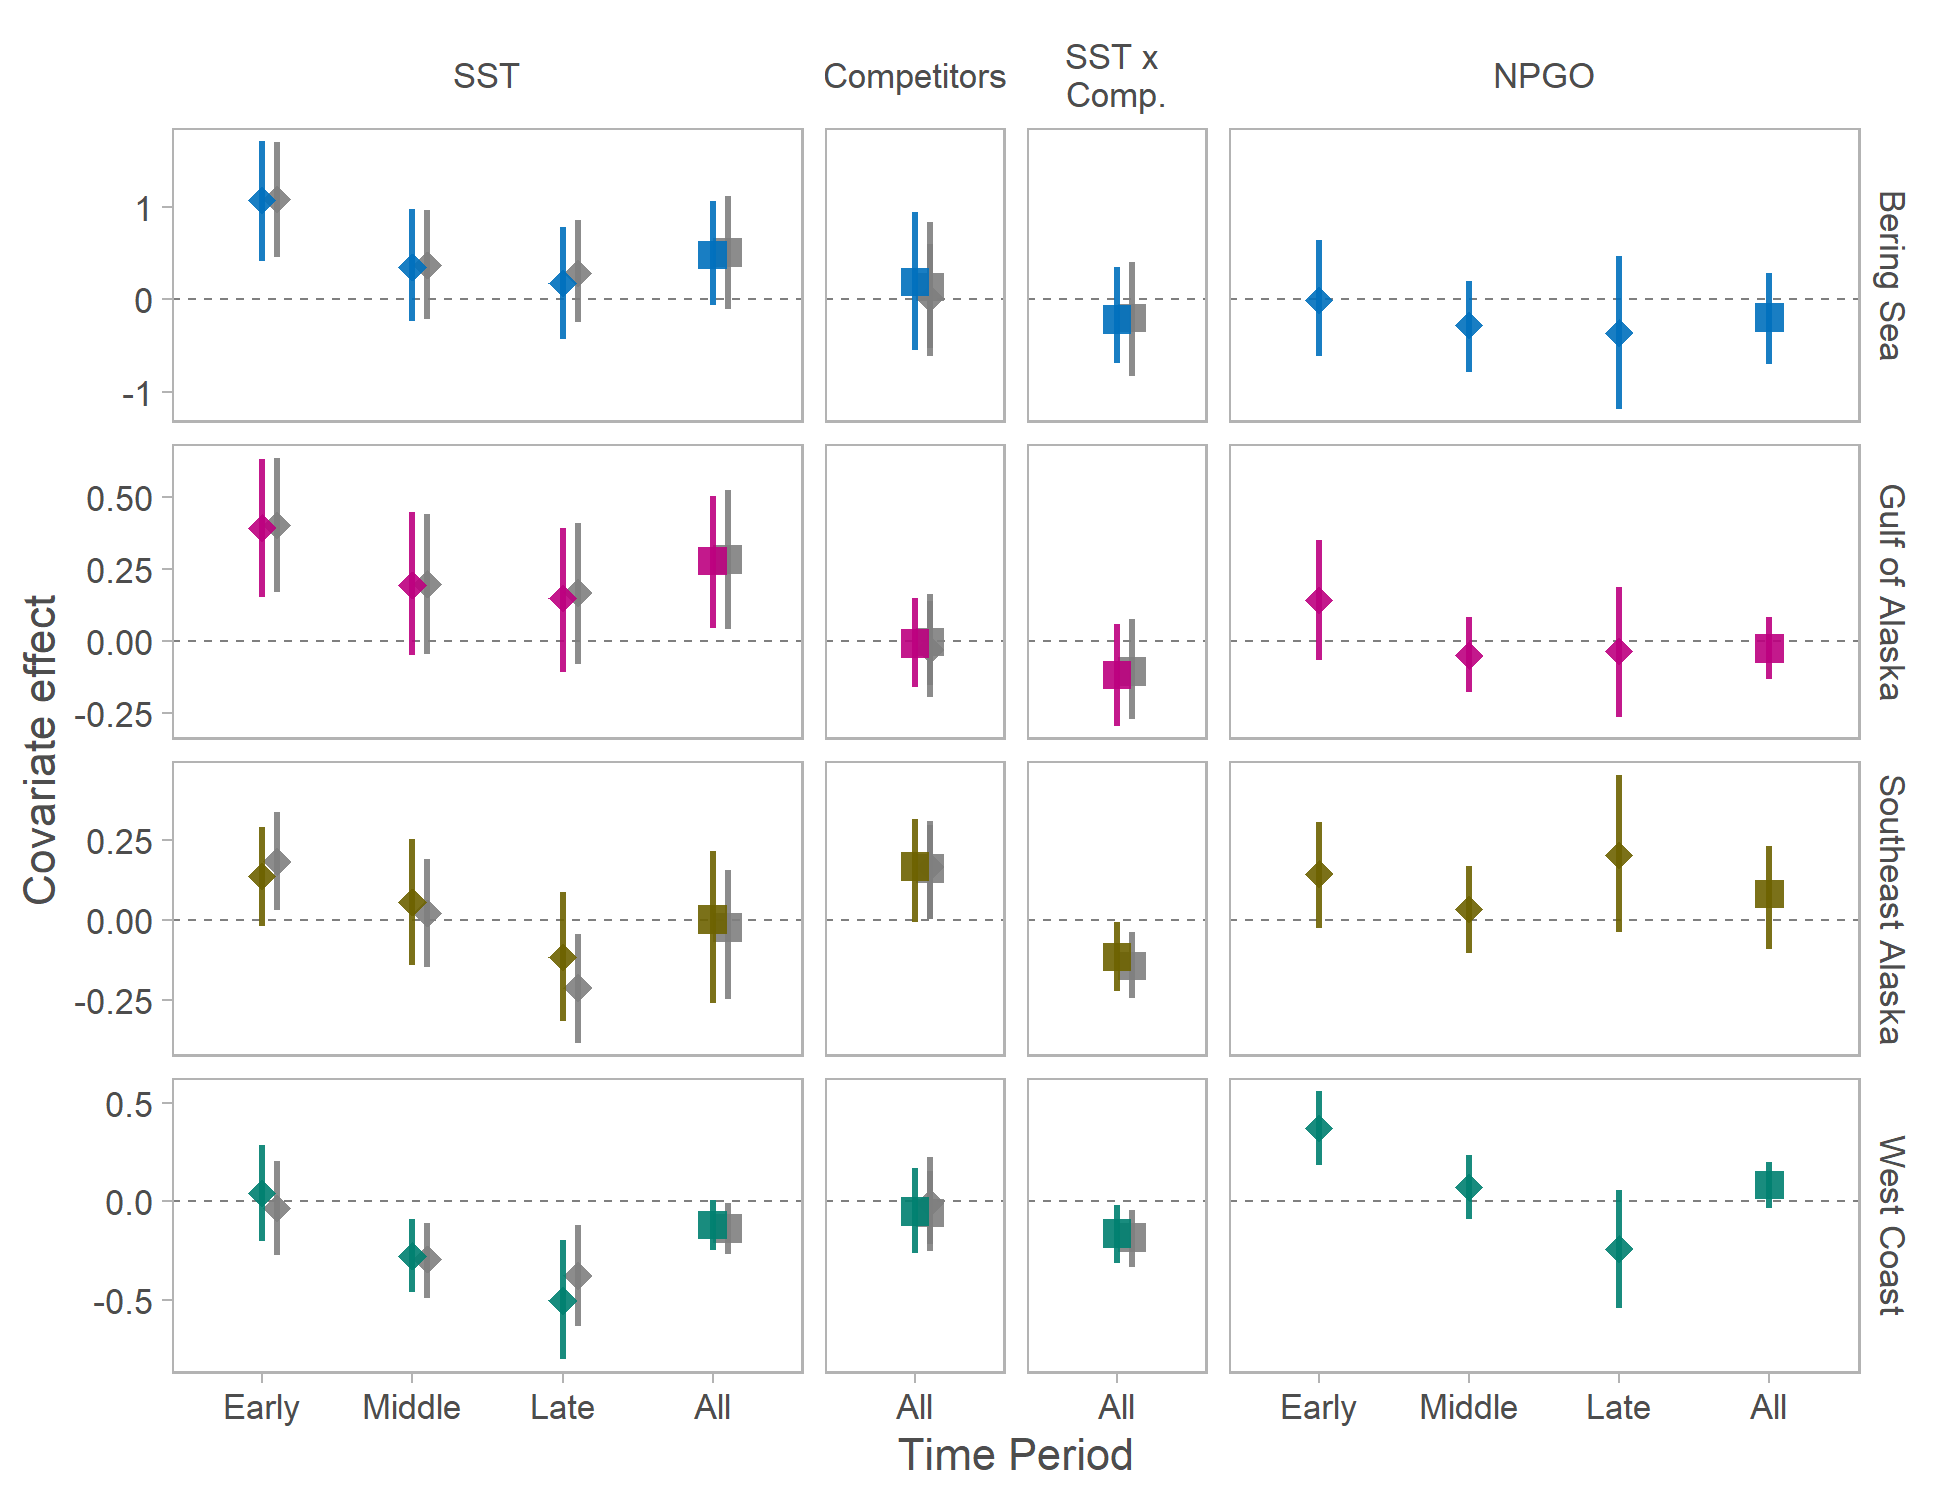 SST
Competitors
SST x
Comp.
NPGO
1
0
-1
Bering Sea
0.50
0.25
0.00
-0.25
Gulf of Alaska
0.25
0.00
-0.25
Southeast Alaska
0.5
0.0
-0.5
West Coast
Covariate effect
Early Middle Late All All All Early Middle Late All
Time Period